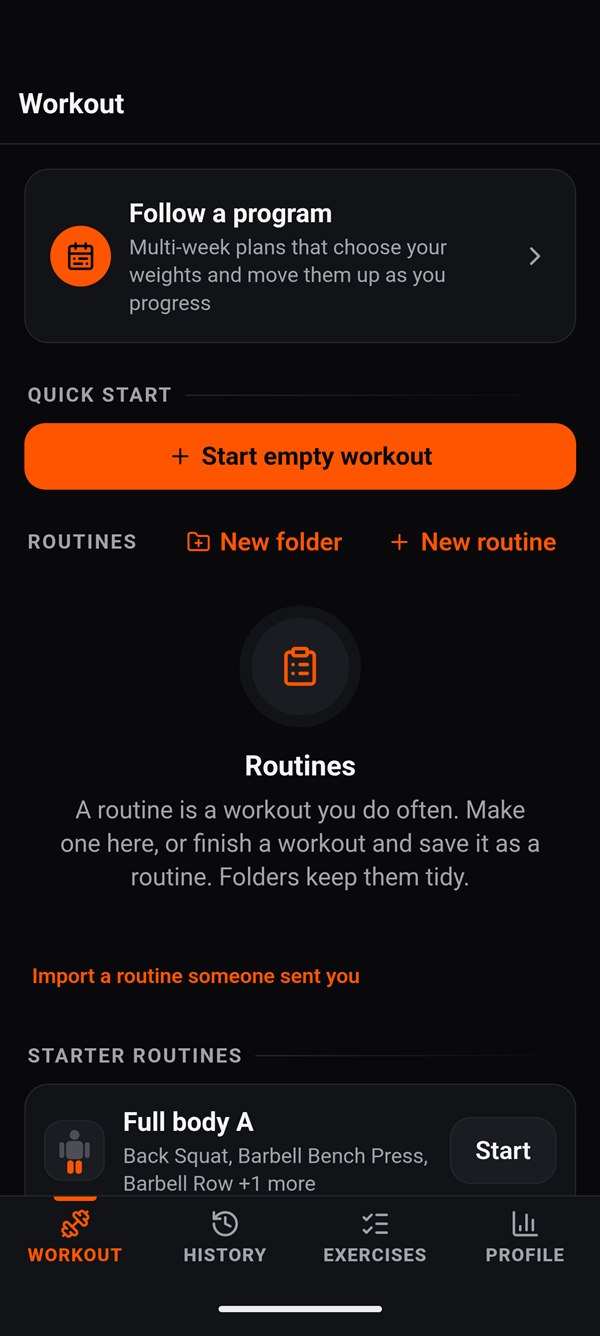 Workout
Follow a program
Multi-week plans that choose your
weights and move them up as you
progress
QUICK START
+ Start empty workout
ROUTINES
New folder
+ New routine
Routines
A routine is a workout you do often. Make
one here, or finish a workout and save it as a
routine. Folders keep them tidy.
Import a routine someone sent you
STARTER ROUTINES
Full body A
Back Squat, Barbell Bench Press,
Barbell Row +1 more
Start
WORKOUT
HISTORY
EXERCISES
PROFILE